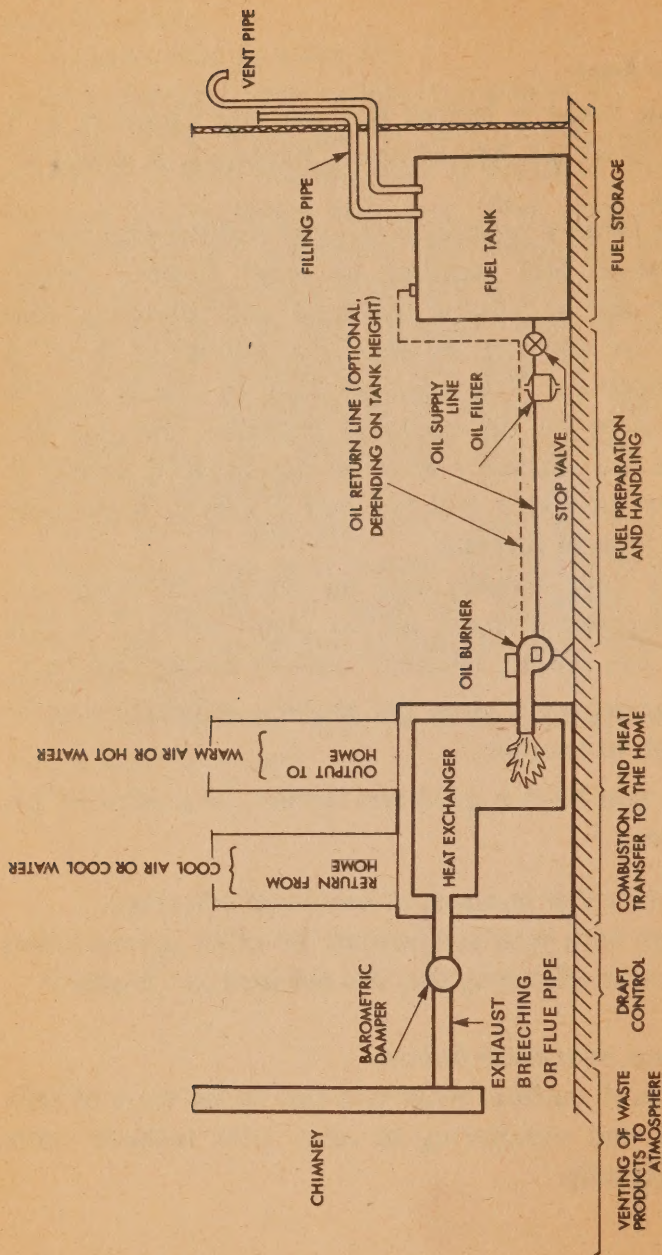 VENT PIPE
FILLING PIPE
FUEL TANK
OIL RETURN LINE (OPTIONAL,
DEPENDING ON TANK HEIGHT)
OIL SUPPLY
LINE
OIL FILTER
STOP VALVE
OIL BURNER
WARM AIR OR HOT WATER
OUTPUT TO
HOME
COOL AIR OR COOL WATER
RETURN FROM
HOME
HEAT EXCHANGER
BAROMETRIC
DAMPER
EXHAUST
BREECHING
OR FLUE PIPE
CHIMNEY
VENTING OF WASTE
PRODUCTS TO
ATMOSPHERE
DRAFT
CONTROL
COMBUSTION AND HEAT
TRANSFER TO THE HOME
FUEL PREPARATION
AND HANDLING
FUEL STORAGE